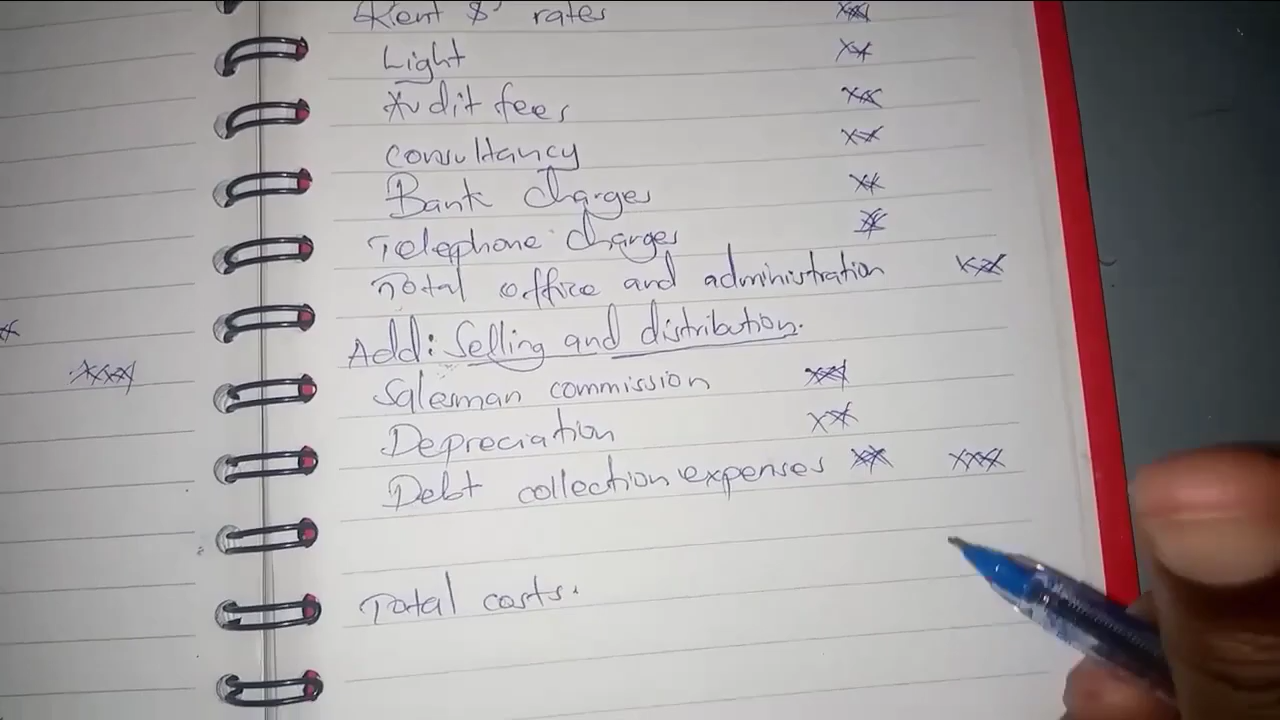 Rent & rates xxx
Light xx
Audit fees xxx
Consultancy xxx
Bank charges xx
Telephone charges x
Total office and administration xxx
Add: Selling and distribution.
Salesman commission xxx
Depreciation xx
Debt collection expenses xx xxx
Total costs.
x
xxxx